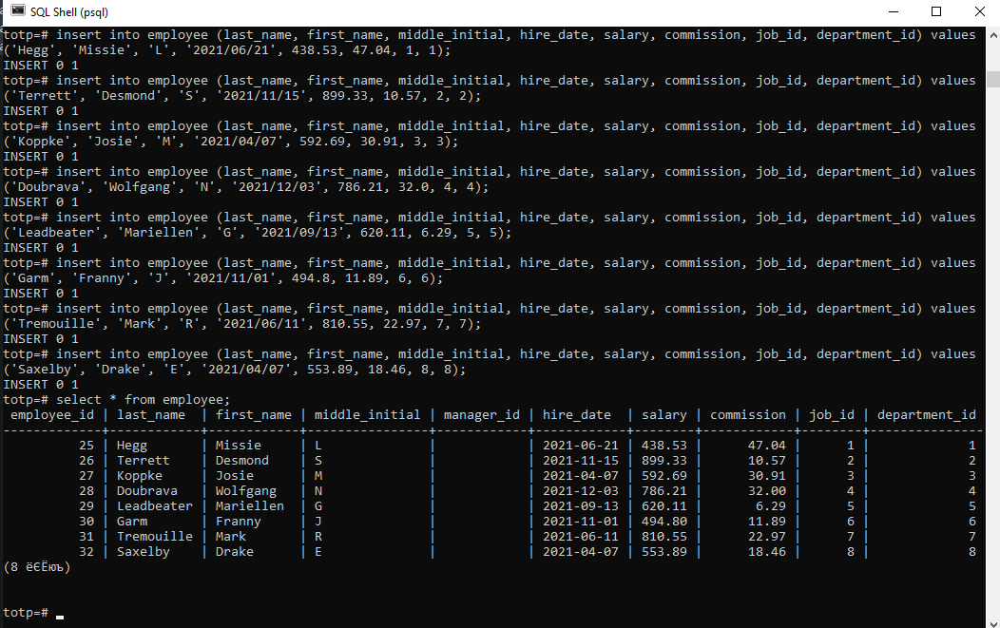 SQL Shell (psql)
totp=# insert into employee (last_name, first_name, middle_initial, hire_date, salary, commission, job_id, department_id) values
('Hegg', 'Missie', 'L', '2021/06/21', 438.53, 47.04, 1, 1);
INSERT 0 1
totp=# insert into employee (last_name, first_name, middle_initial, hire_date, salary, commission, job_id, department_id) values
('Terrett', 'Desmond', 'S', '2021/11/15', 899.33, 10.57, 2, 2);
INSERT 0 1
totp=# insert into employee (last_name, first_name, middle_initial, hire_date, salary, commission, job_id, department_id) values
('Koppke', 'Josie', 'M', '2021/04/07', 592.69, 30.91, 3, 3);
INSERT 0 1
totp=# insert into employee (last_name, first_name, middle_initial, hire_date, salary, commission, job_id, department_id) values
('Doubrava', 'Wolfgang', 'N', '2021/12/03', 786.21, 32.0, 4, 4);
INSERT 0 1
totp=# insert into employee (last_name, first_name, middle_initial, hire_date, salary, commission, job_id, department_id) values
('Leadbeater', 'Mariellen', 'G', '2021/09/13', 620.11, 6.29, 5, 5);
INSERT 0 1
totp=# insert into employee (last_name, first_name, middle_initial, hire_date, salary, commission, job_id, department_id) values
('Garm', 'Franny', 'J', '2021/11/01', 494.8, 11.89, 6, 6);
INSERT 0 1
totp=# insert into employee (last_name, first_name, middle_initial, hire_date, salary, commission, job_id, department_id) values
('Tremouille', 'Mark', 'R', '2021/06/11', 810.55, 22.97, 7, 7);
INSERT 0 1
totp=# insert into employee (last_name, first_name, middle_initial, hire_date, salary, commission, job_id, department_id) values
('Saxelby', 'Drake', 'E', '2021/04/07', 553.89, 18.46, 8, 8);
INSERT 0 1
totp=# select * from employee;
employee_id | last_name | first_name | middle_initial | manager_id | hire_date | salary | commission | job_id | department_id
-------------+------------+------------+----------------+------------+------------+--------+------------+--------+---------------
25 | Hegg | Missie | L | | 2021-06-21 | 438.53 | 47.04 | 1 | 1
26 | Terrett | Desmond | S | | 2021-11-15 | 899.33 | 10.57 | 2 | 2
27 | Koppke | Josie | M | | 2021-04-07 | 592.69 | 30.91 | 3 | 3
28 | Doubrava | Wolfgang | N | | 2021-12-03 | 786.21 | 32.00 | 4 | 4
29 | Leadbeater | Mariellen | G | | 2021-09-13 | 620.11 | 6.29 | 5 | 5
30 | Garm | Franny | J | | 2021-11-01 | 494.80 | 11.89 | 6 | 6
31 | Tremouille | Mark | R | | 2021-06-11 | 810.55 | 22.97 | 7 | 7
32 | Saxelby | Drake | E | | 2021-04-07 | 553.89 | 18.46 | 8 | 8
(8 ёЄЁюъ)
totp=#